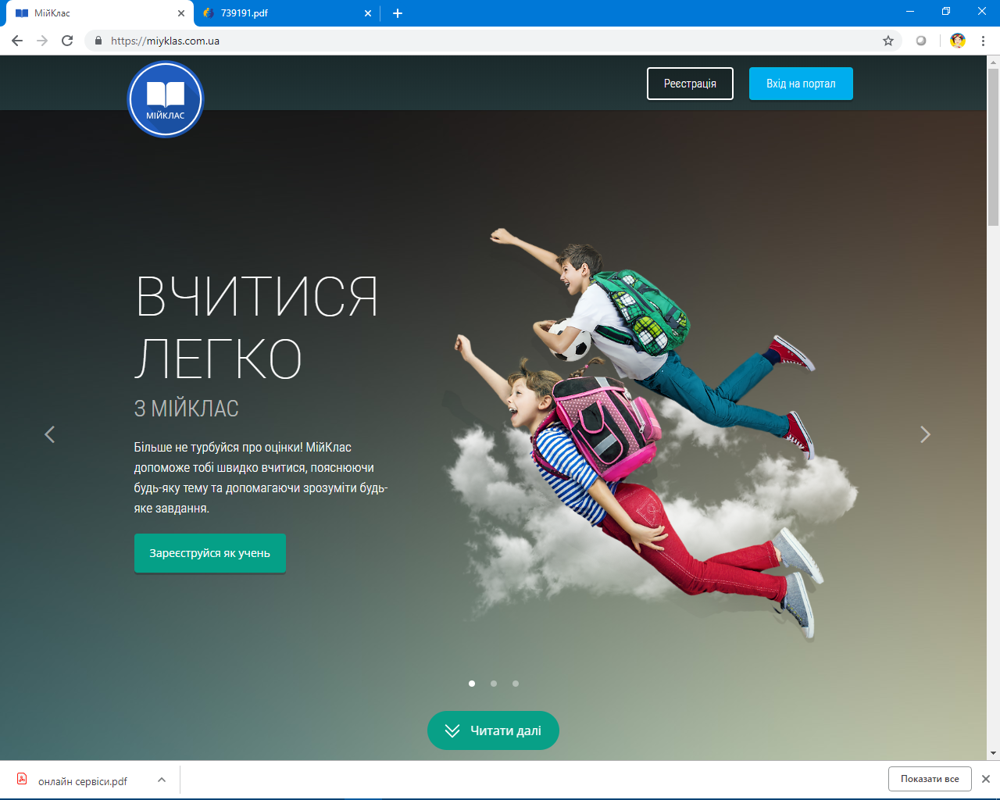 МійКлас
739191.pdf
https://miyklas.com.ua
МІЙКЛАС
Реєстрація
Вхід на портал
ВЧИТИСЯ
ЛЕГКО
З МІЙКЛАС
Більше не турбуйся про оцінки! МійКлас
допоможе тобі швидко вчитися, пояснюючи
будь-яку тему та допомагаючи зрозуміти будь-
яке завдання.
Зареєструйся як учень
Читати далі
онлайн сервіси.pdf
Показати все